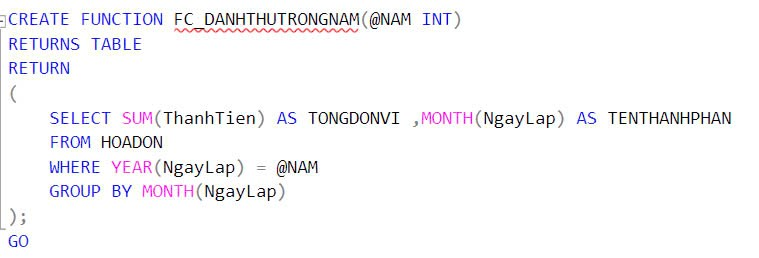 CREATE FUNCTION FC_DANHTHUTRONGNAM(@NAM INT)
RETURNS TABLE
RETURN
(
SELECT SUM(ThanhTien) AS TONGDONVI ,MONTH(NgayLap) AS TENTHANHPHAN
FROM HOADON
WHERE YEAR(NgayLap) = @NAM
GROUP BY MONTH(NgayLap)
);
GO